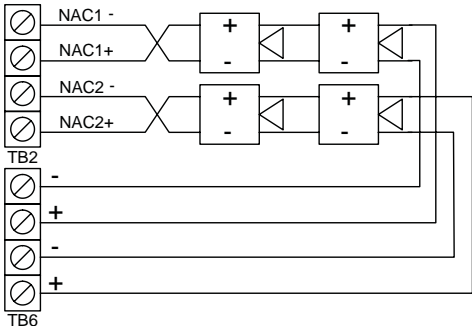 NAC1 -
+ +
NAC1+
- -
NAC2 -
+ +
NAC2+
- -
TB2
-
+
-
+
TB6